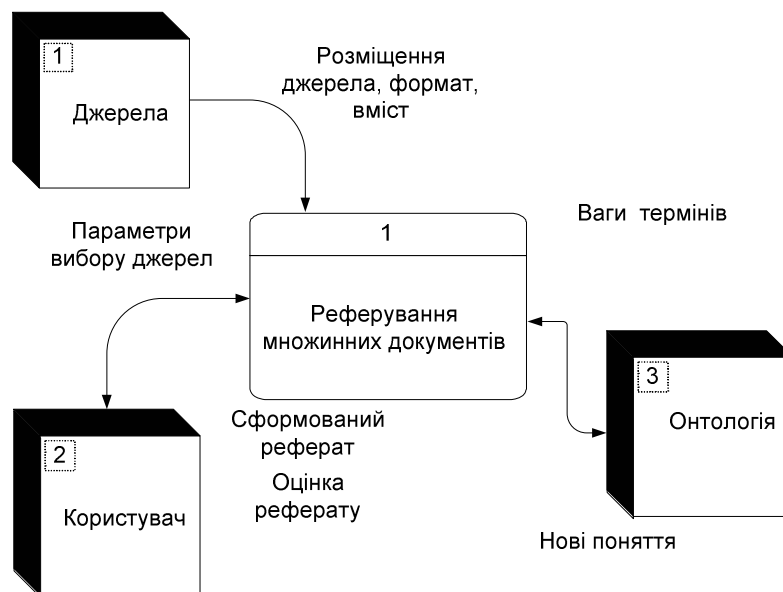 1
Джерела
Розміщення
джерела, формат,
вміст
Параметри
вибору джерел
1
Реферування
множинних документів
Ваги термінів
3
Онтологія
Сформований
реферат
Оцінка
реферату
2
Користувач
Нові поняття